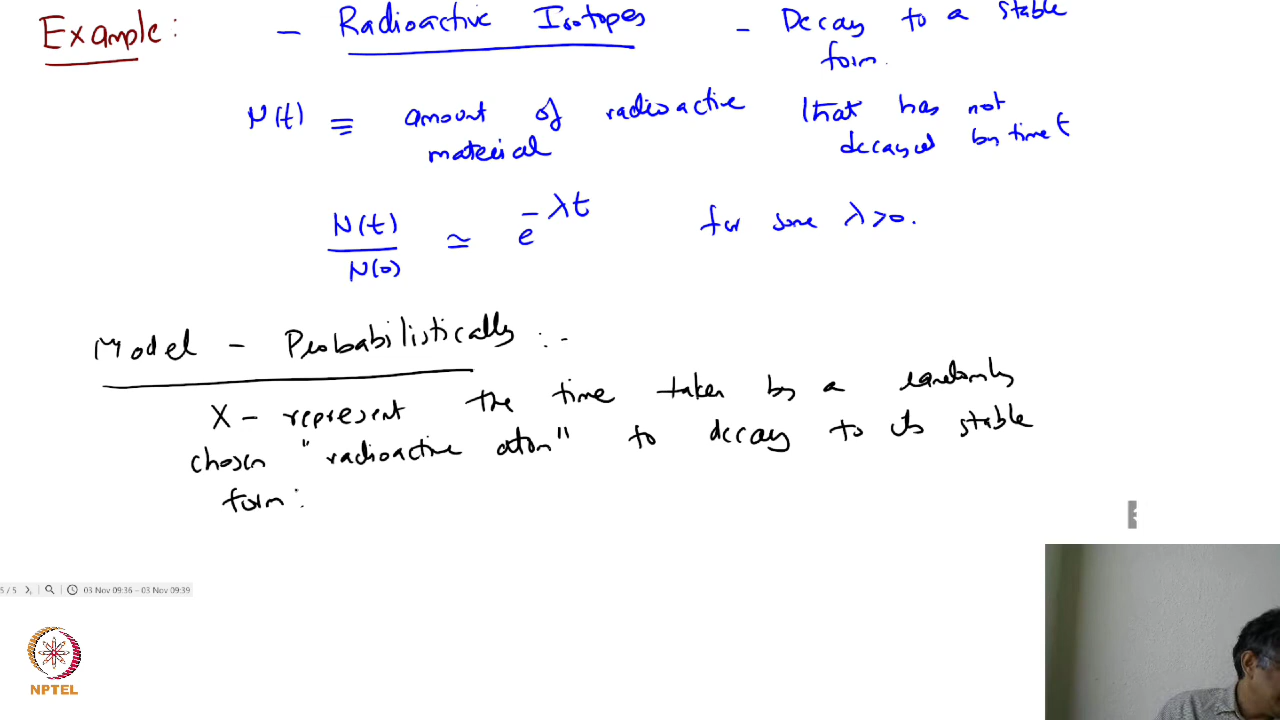 Example: - Radioactive Isotopes - Decay to a stable
form.
N(t) ≡ amount of radioactive that has not
material decayed by time t
N(t)/N(0) ≃ e^{-λt} for some λ>0.
Model - Probabilistically :-
X - represent the time taken by a randomly
chosen "radioactive atom" to decay to its stable
form:
5 / 5 03 Nov 09:36 – 03 Nov 09:39
NPTEL